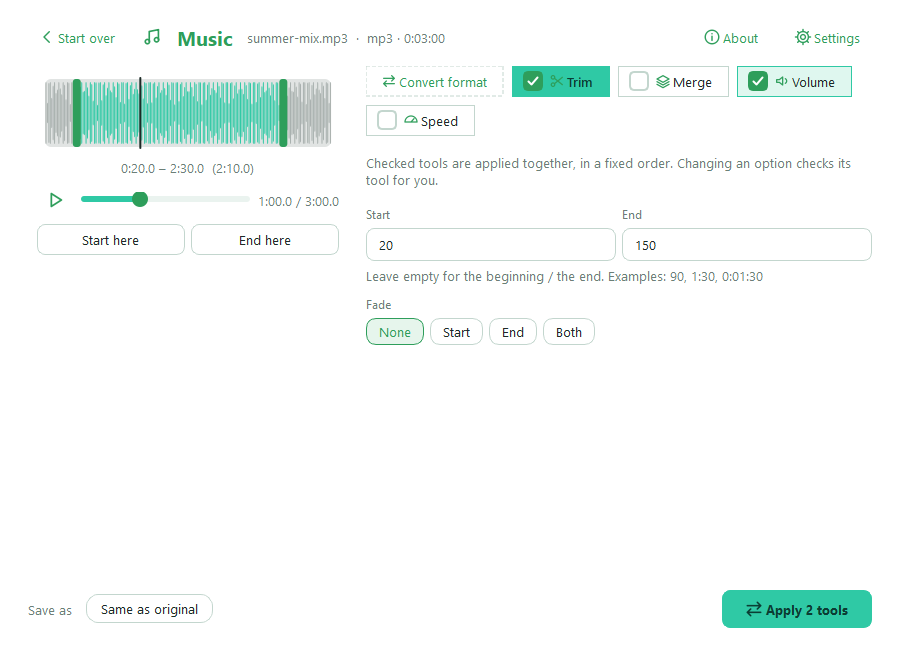 Start over
Music summer-mix.mp3 · mp3 · 0:03:00
About
Settings
0:20.0 – 2:30.0 (2:10.0)
1:00.0 / 3:00.0
Start here
End here
Convert format
Trim
Merge
Volume
Speed
Checked tools are applied together, in a fixed order. Changing an option checks its
tool for you.
Start
End
20
150
Leave empty for the beginning / the end. Examples: 90, 1:30, 0:01:30
Fade
None
Start
End
Both
Save as
Same as original
Apply 2 tools